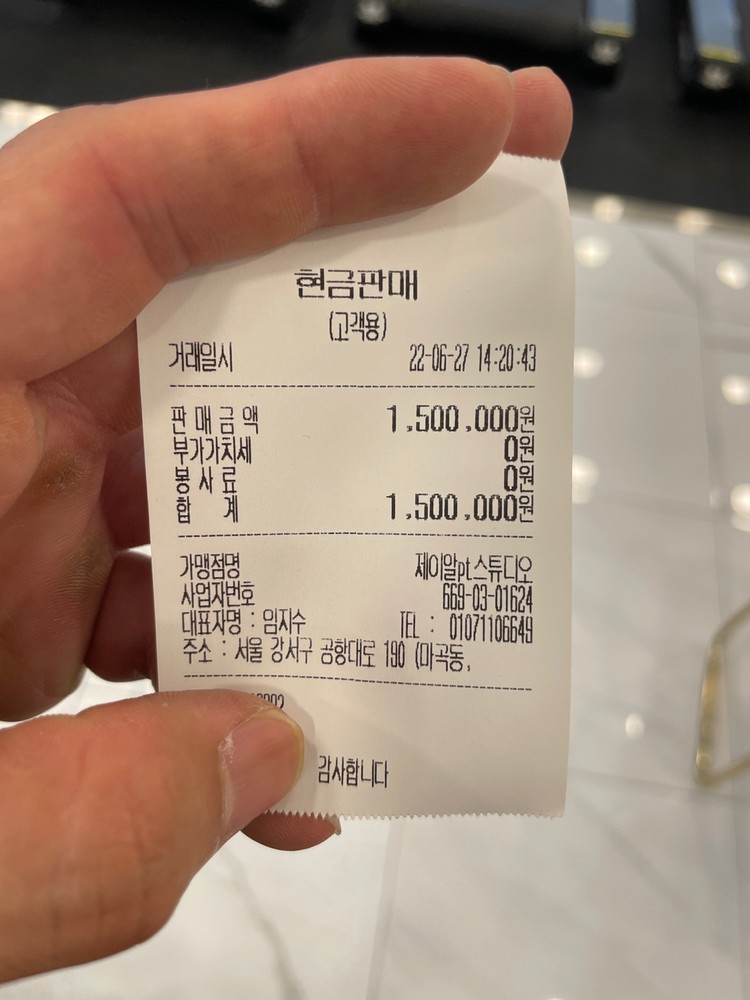 현금판매
(고객용)
거래일시 22-06-27 14:20:43
판매금액 1,500,000원
부가가치세 0원
봉사료 0원
합 계 1,500,000원
가맹점명 제이알pt스튜디오
사업자번호 669-03-01624
대표자명 : 임지수 TEL : 01071106649
주소 : 서울 강서구 공항대로 190 (마곡동,
감사합니다